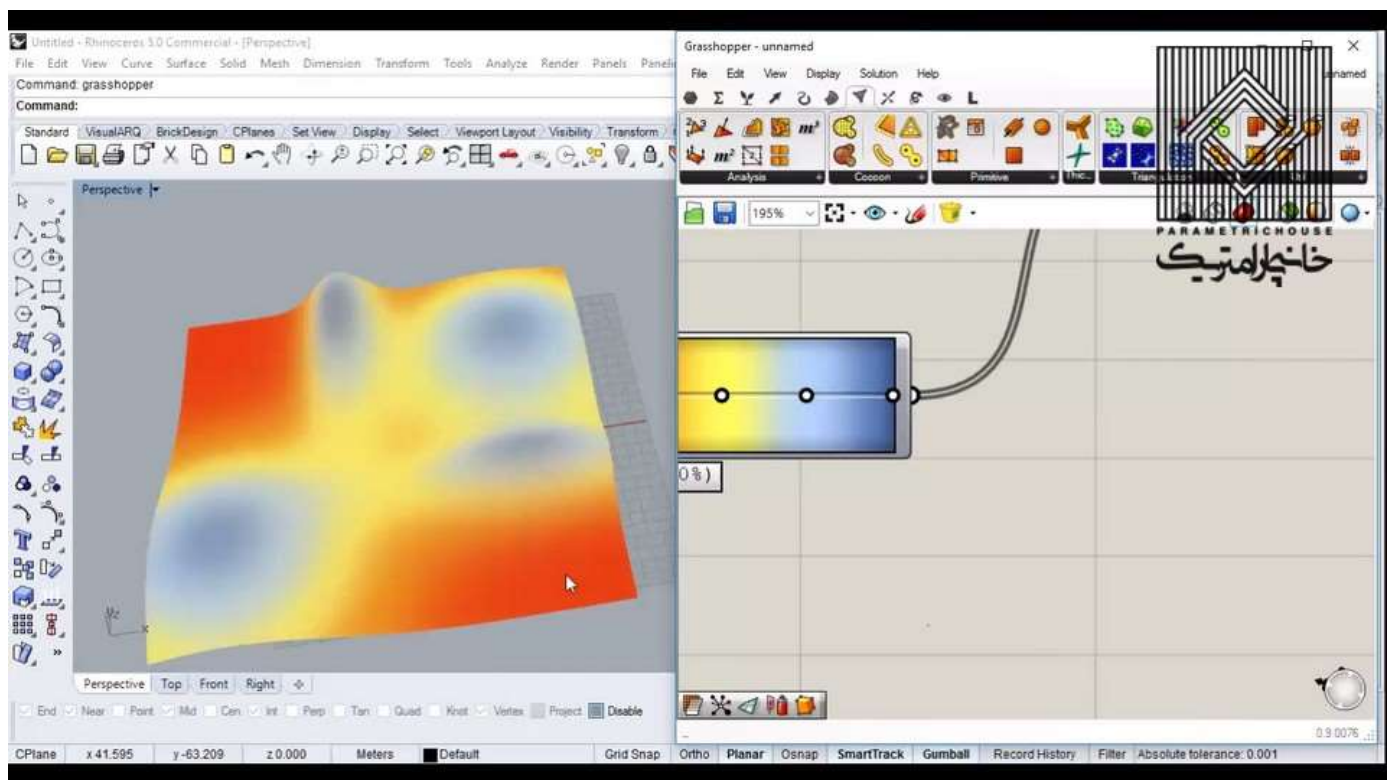 Untitled - Rhinoceros 5.0 Commercial - [Perspective]
File Edit View Curve Surface Solid Mesh Dimension Transform Tools Analyze Render Panels
Command: grasshopper
Command:
Standard VisualARQ BrickDesign CPlanes Set View Display Select Viewport Layout Visibility Transform
Perspective
z
x
Perspective Top Front Right
End Near Point Mid Cen Int Perp Tan Quad Knot Vertex Project Disable
CPlane x 41.595 y -63.209 z 0.000 Meters Default Grid Snap Ortho Planar Osnap SmartTrack Gumball Record History Filter Absolute tolerance: 0.001
Grasshopper - unnamed
File Edit View Display Solution Help
Analysis Cocoon Primitive Thic...
195%
PARAMETRICHOUSE
خانه پارامتریک
0%)
0.9.0076